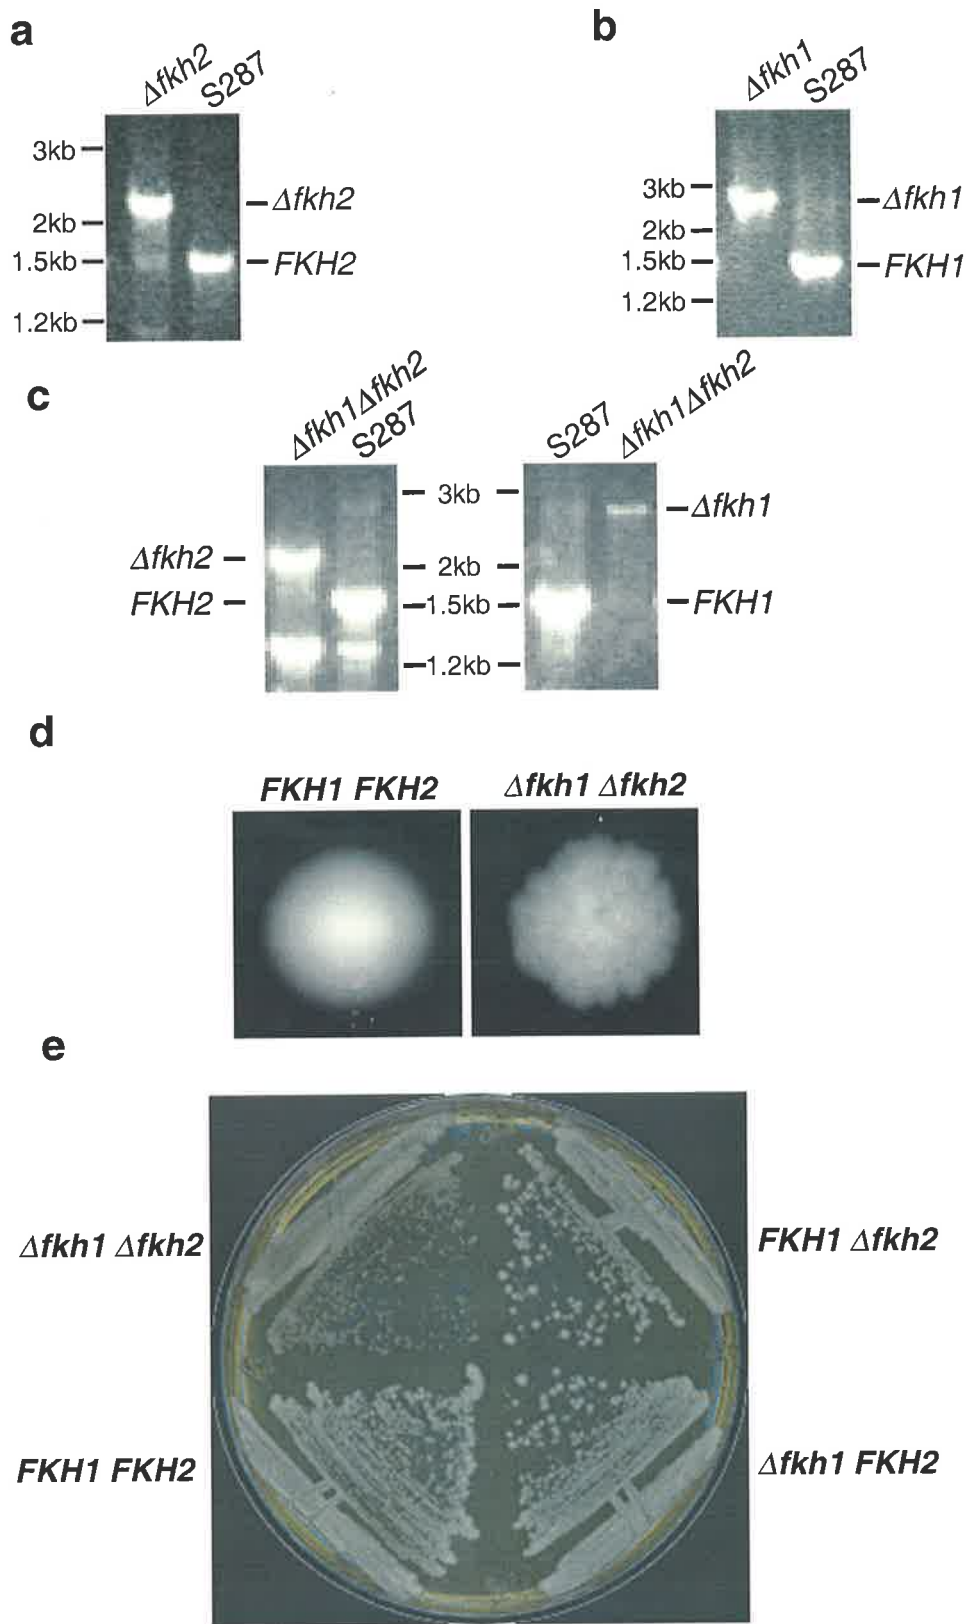 a
Δfkh2 S287
3kb
2kb
1.5kb
1.2kb
Δfkh2
FKH2
b
Δfkh1 S287
3kb
2kb
1.5kb
1.2kb
Δfkh1
FKH1
c
Δfkh1Δfkh2 S287
Δfkh2
FKH2
3kb
2kb
1.5kb
1.2kb
S287 Δfkh1Δfkh2
Δfkh1
FKH1
d
FKH1 FKH2
Δfkh1 Δfkh2
e
Δfkh1 Δfkh2
FKH1 Δfkh2
FKH1 FKH2
Δfkh1 FKH2